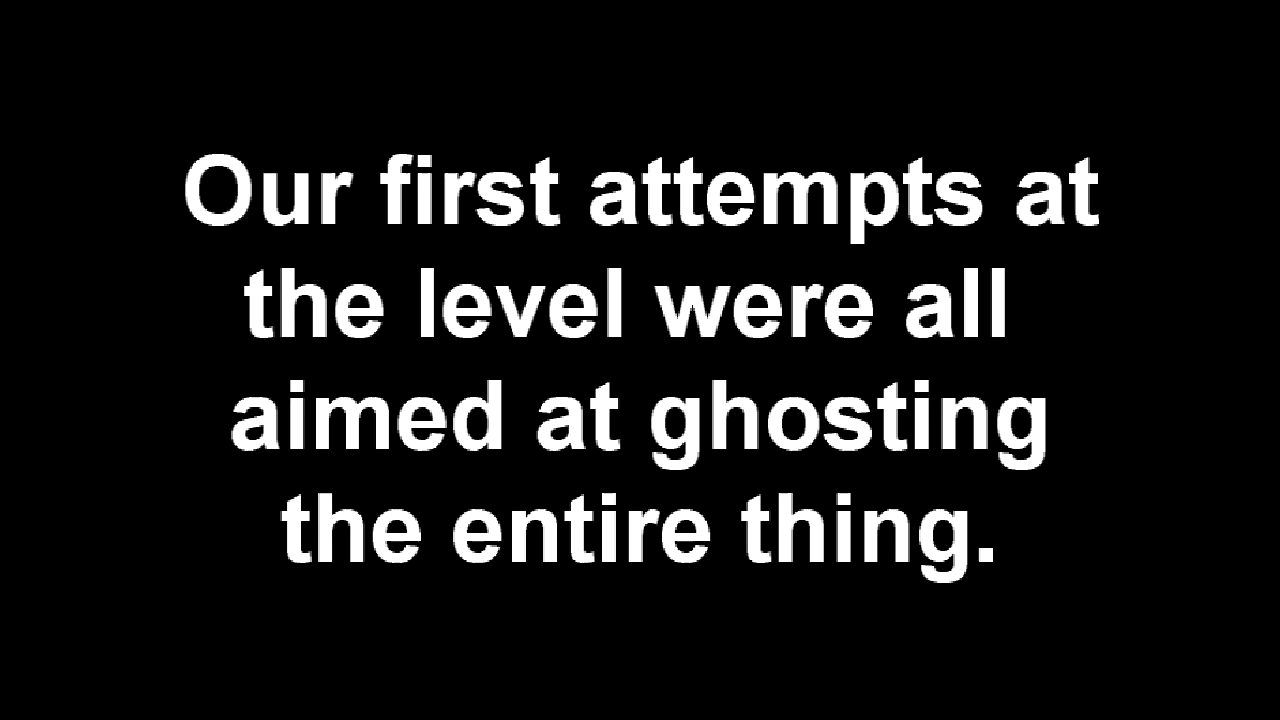 Our first attempts at
the level were all
aimed at ghosting
the entire thing.